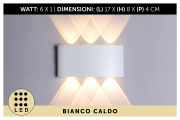 WATT: 6 X 1 | DIMENSIONI: (L) 17 X (H) 8 X (P) 4 CM
LED
BIANCO CALDO